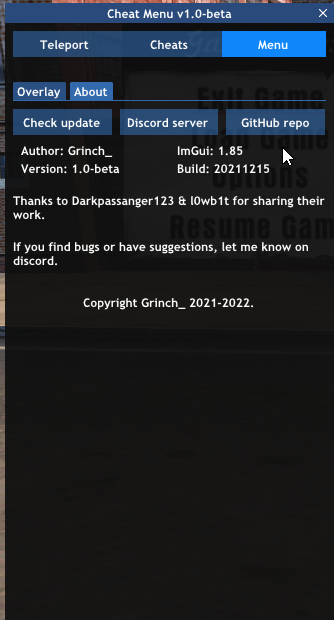 Cheat Menu v1.0-beta
Teleport Cheats Menu
Overlay About
Exit Game
Check update Discord server GitHub repo
Author: Grinch_ ImGui: 1.85
Version: 1.0-beta Build: 20211215
Options
Thanks to Darkpassanger123 & l0wb1t for sharing their
work.
Resume Gam
If you find bugs or have suggestions, let me know on
discord.
Copyright Grinch_ 2021-2022.